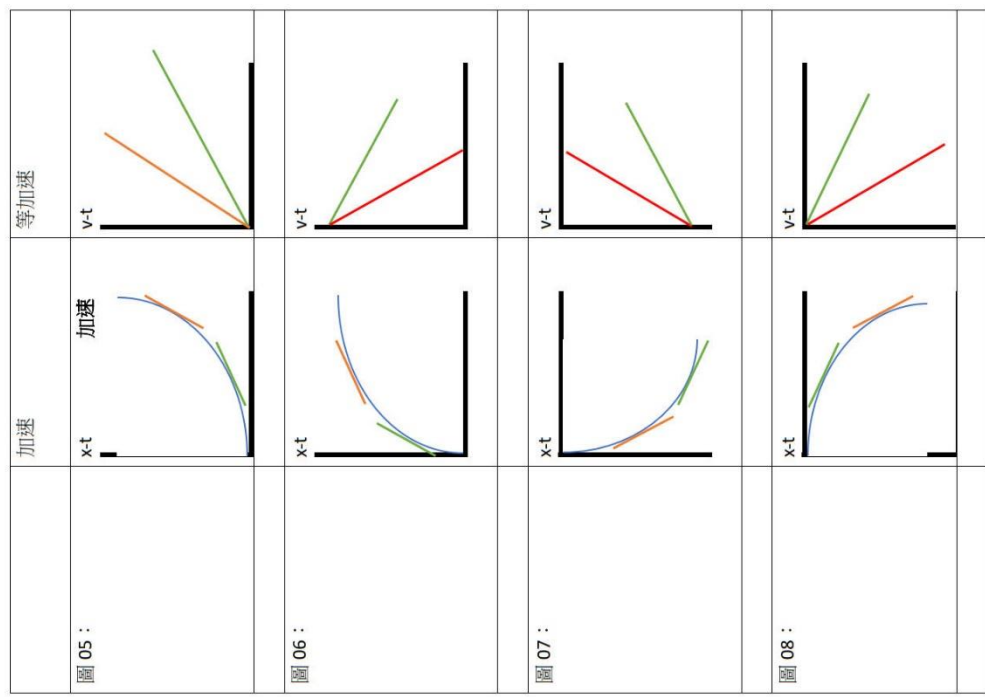 加速 等加速
圖 05： x-t 加速 v-t
圖 06： x-t v-t
圖 07： x-t v-t
圖 08： x-t v-t